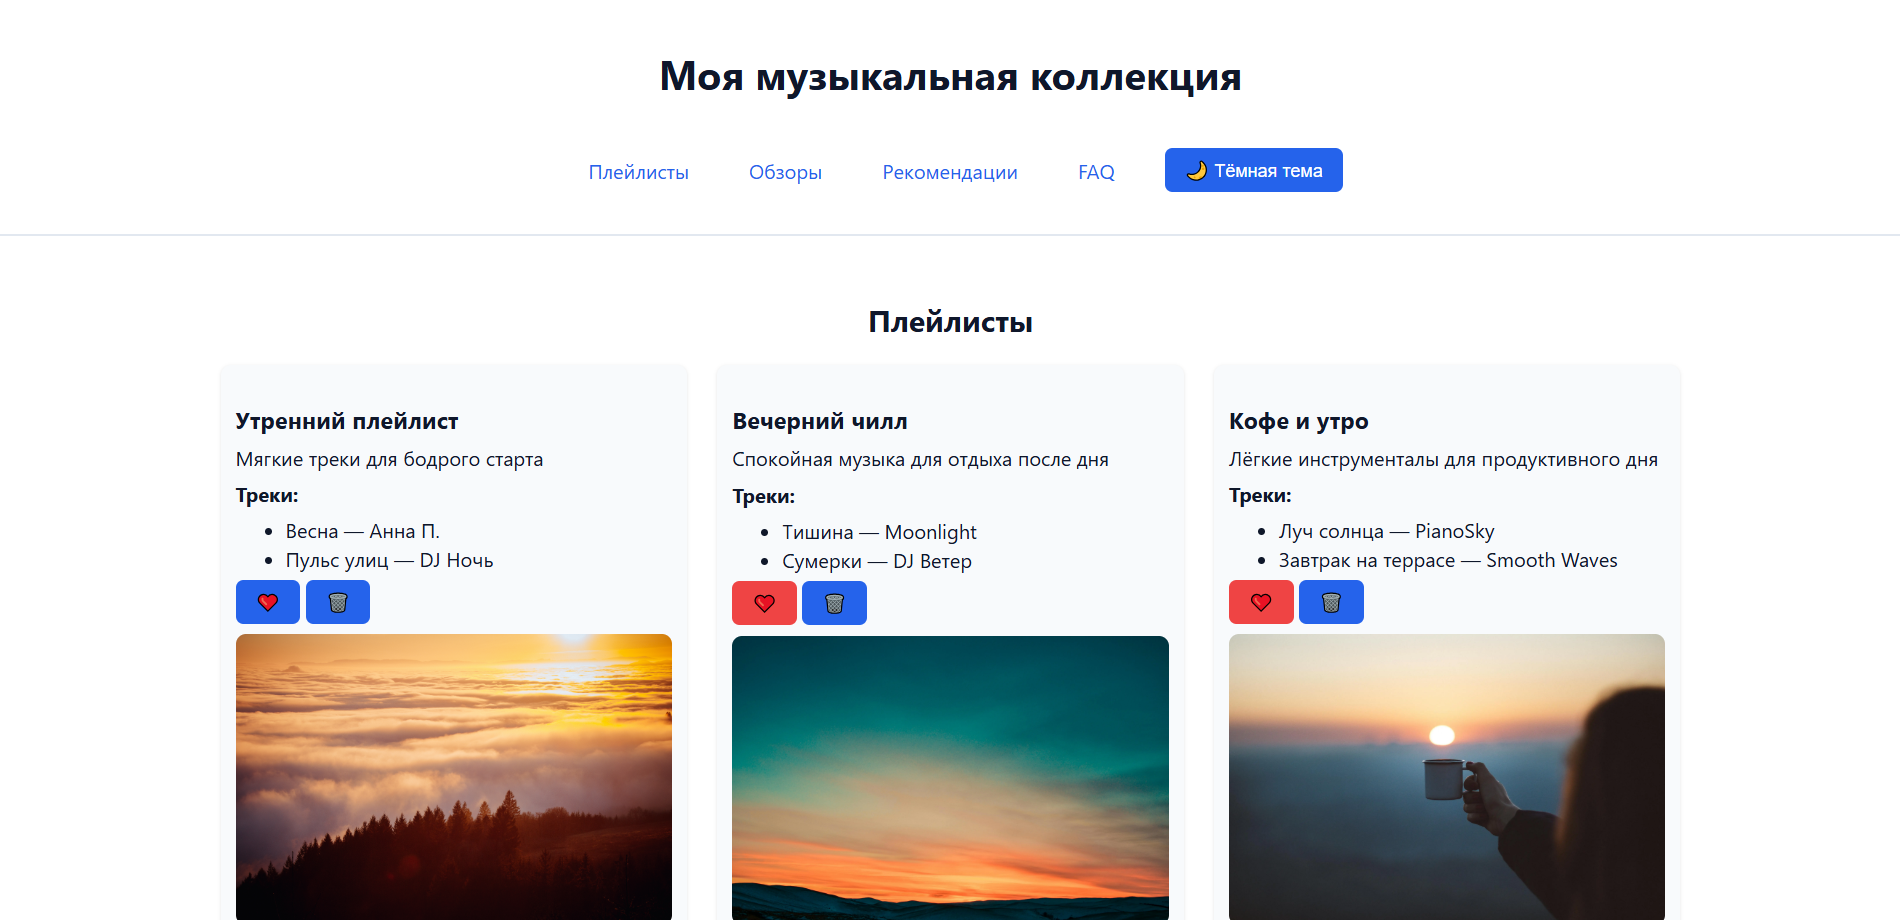 Моя музыкальная коллекция
Плейлисты Обзоры Рекомендации FAQ 🌙 Тёмная тема
Плейлисты
Утренний плейлист
Мягкие треки для бодрого старта
Треки:
• Весна — Анна П.
• Пульс улиц — DJ Ночь
Вечерний чилл
Спокойная музыка для отдыха после дня
Треки:
• Тишина — Moonlight
• Сумерки — DJ Ветер
Кофе и утро
Лёгкие инструменталы для продуктивного дня
Треки:
• Луч солнца — PianoSky
• Завтрак на террасе — Smooth Waves